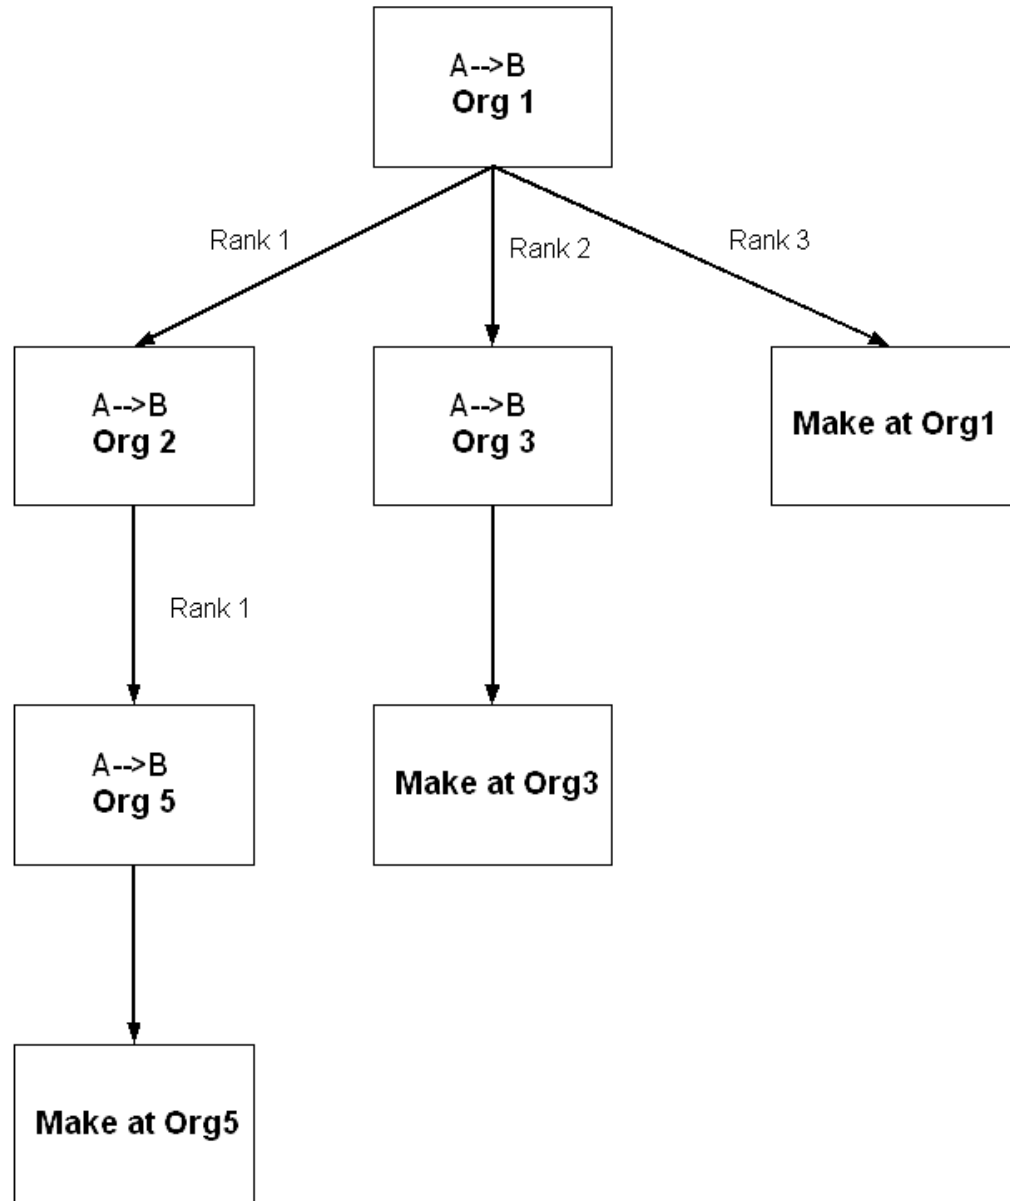 A-->B
Org 1
Rank 1
Rank 2
Rank 3
A-->B
Org 2
A-->B
Org 3
Make at Org1
Rank 1
A-->B
Org 5
Make at Org3
Make at Org5